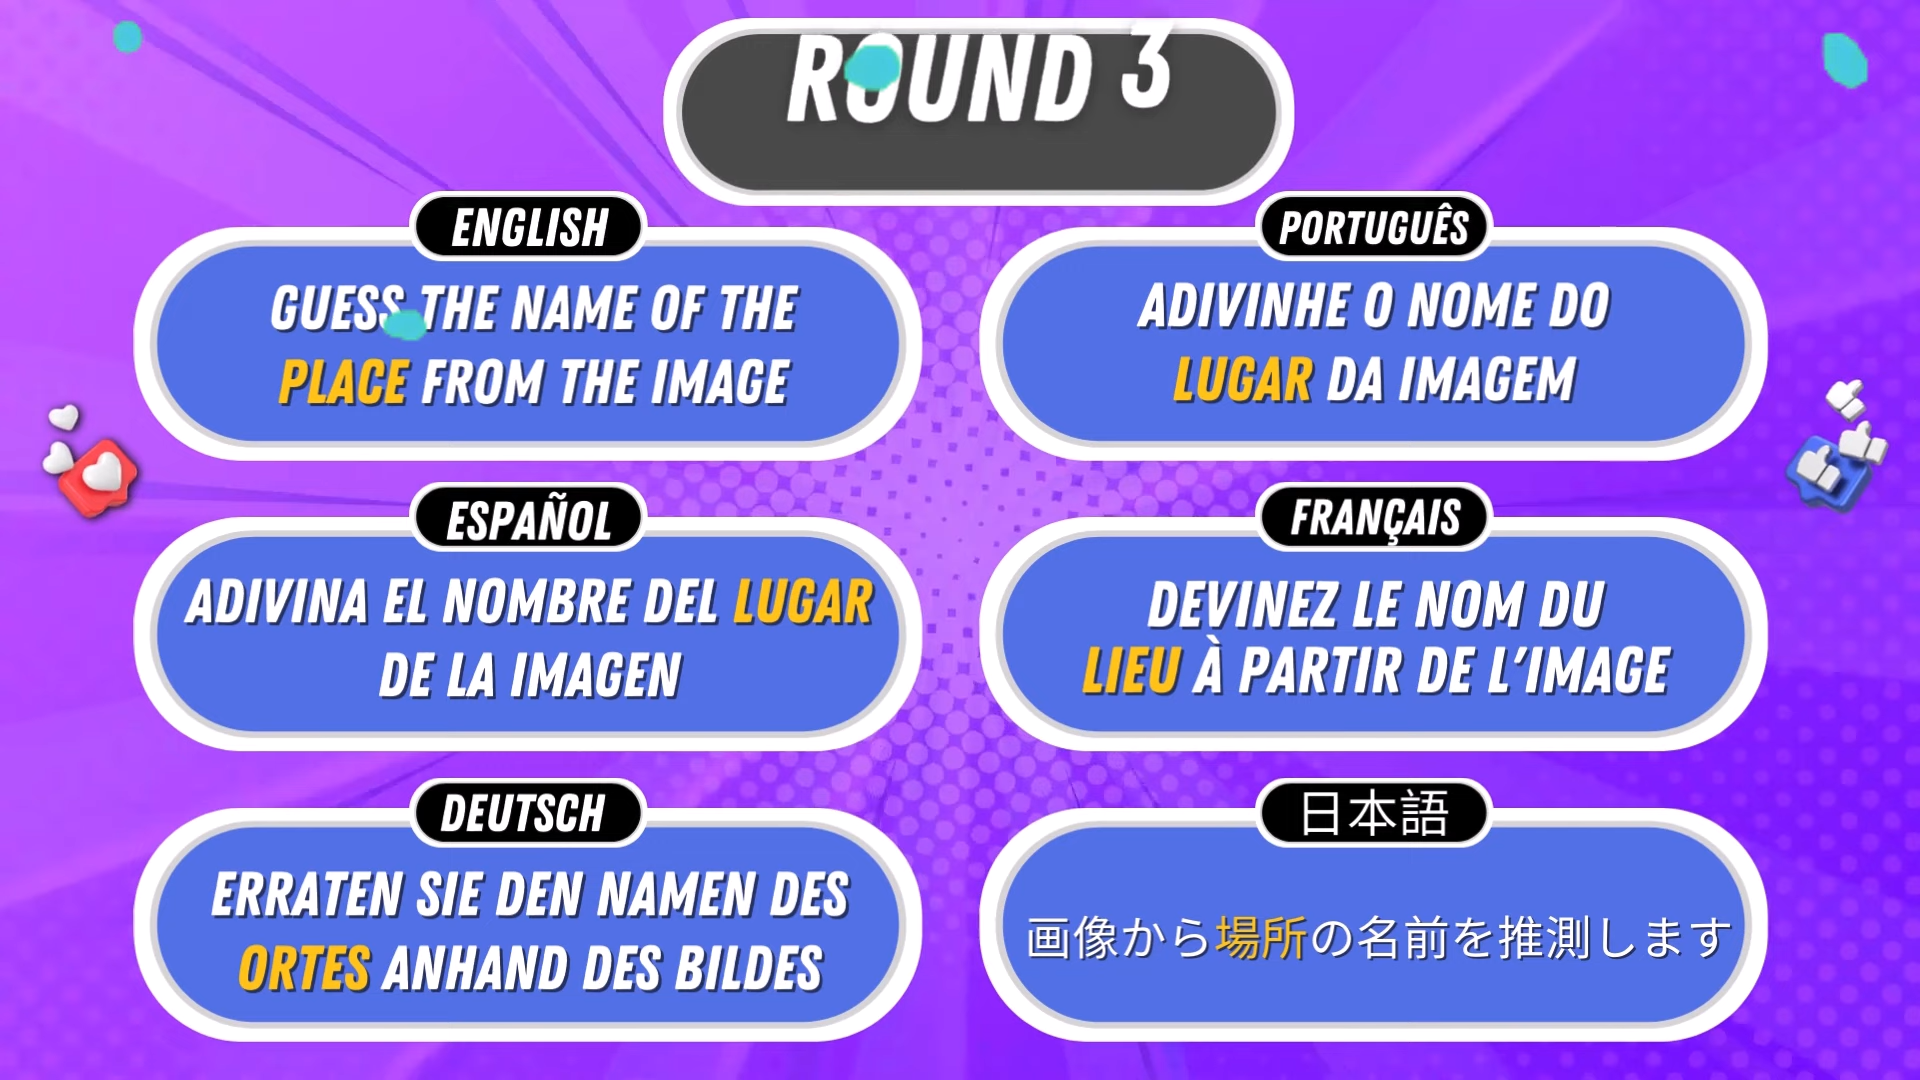 ROUND 3
ENGLISH
GUESS THE NAME OF THE
PLACE FROM THE IMAGE
PORTUGUÊS
ADIVINHE O NOME DO
LUGAR DA IMAGEM
ESPAÑOL
ADIVINA EL NOMBRE DEL LUGAR
DE LA IMAGEN
FRANÇAIS
DEVINEZ LE NOM DU
LIEU À PARTIR DE L'IMAGE
DEUTSCH
ERRATEN SIE DEN NAMEN DES
ORTES ANHAND DES BILDES
日本語
画像から場所の名前を推測します